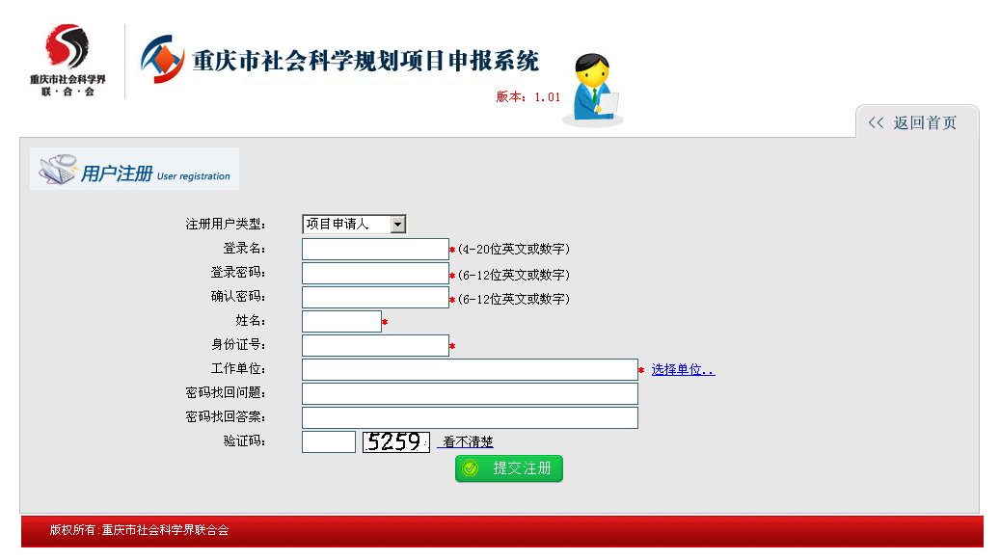 重庆市社会科学界
联·合·会
重庆市社会科学规划项目申报系统
版本: 1.01
<< 返回首页
用户注册 User registration
注册用户类型: 项目申请人
登录名: *(4-20位英文或数字)
登录密码: *(6-12位英文或数字)
确认密码: *(6-12位英文或数字)
姓名: *
身份证号: *
工作单位: * 选择单位..
密码找回问题:
密码找回答案:
验证码: 5259 看不清楚
提交注册
版权所有:重庆市社会科学界联合会